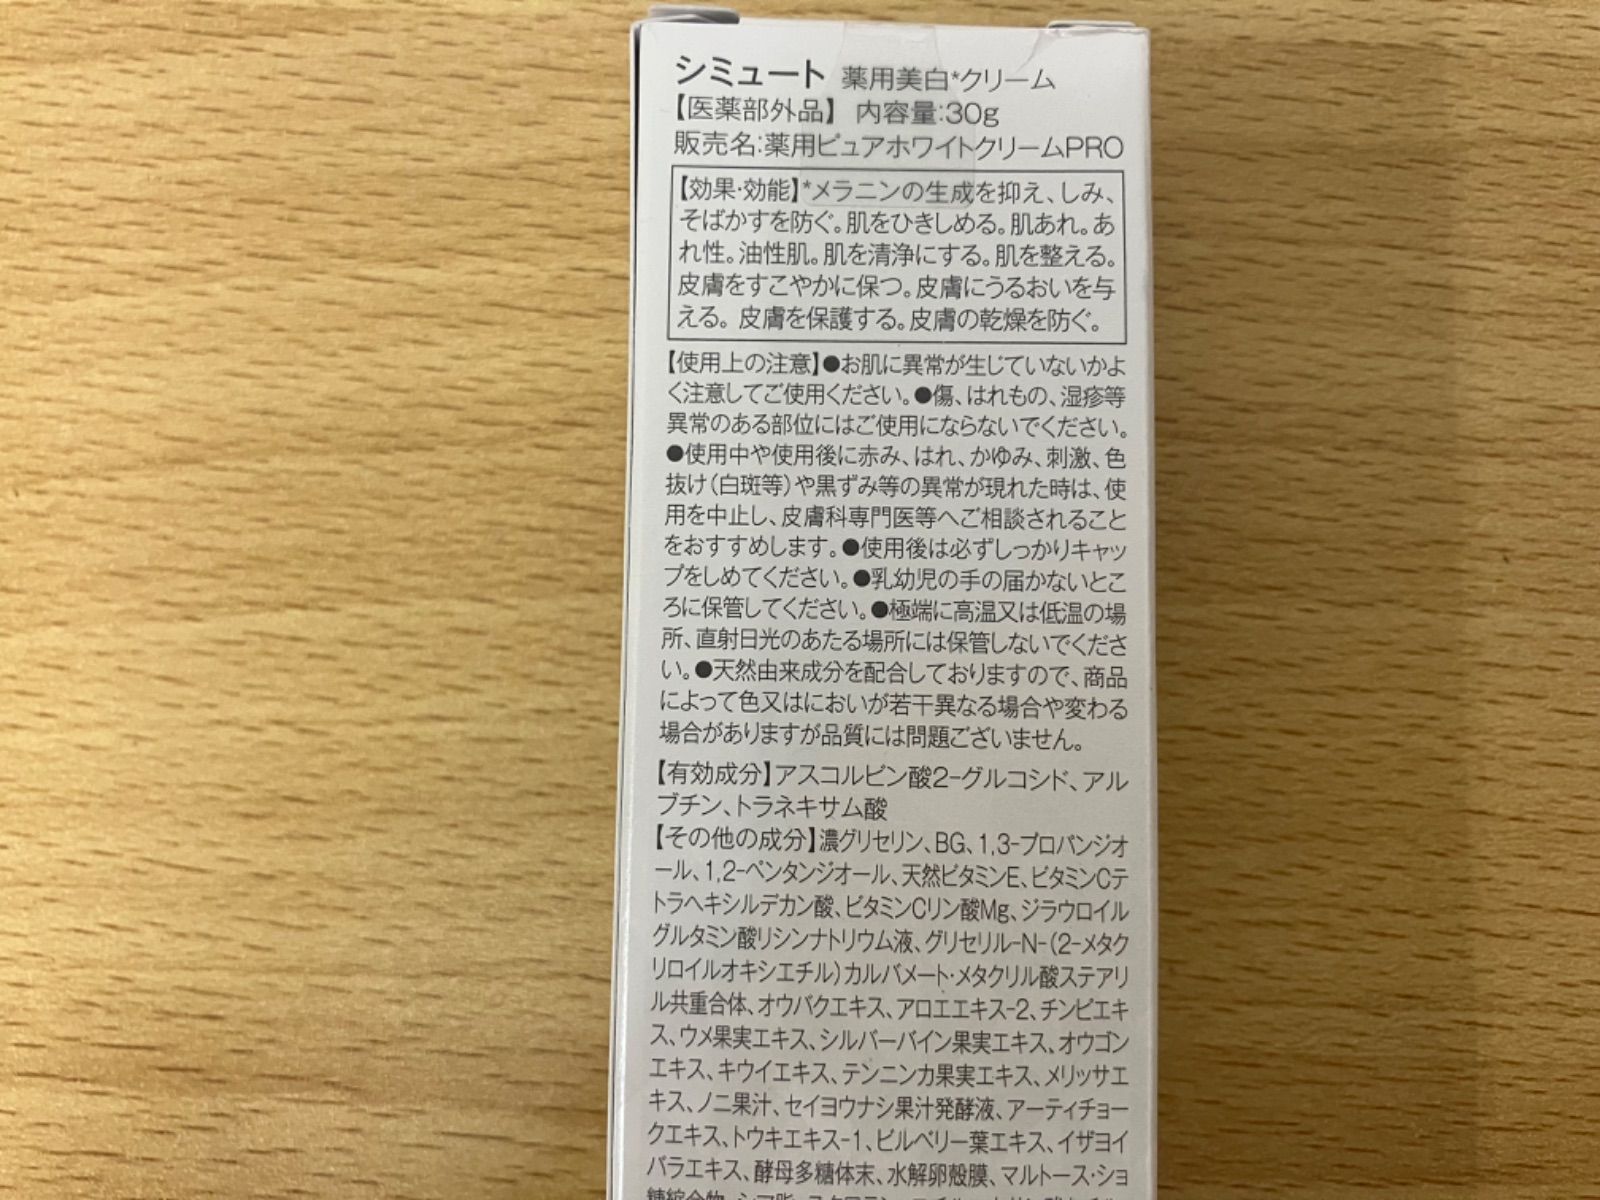 シミュート 薬用美白*クリーム
【医薬部外品】 内容量:30g
販売名:薬用ピュアホワイトクリームPRO
【効果・効能】*メラニンの生成を抑え、しみ、
そばかすを防ぐ。肌をひきしめる。肌あれ。あ
れ性。油性肌。肌を清浄にする。肌を整える。
皮膚をすこやかに保つ。皮膚にうるおいを与
える。皮膚を保護する。皮膚の乾燥を防ぐ。
【使用上の注意】●お肌に異常が生じていないかよ
く注意してご使用ください。●傷、はれもの、湿疹等
異常のある部位にはご使用にならないでください。
●使用中や使用後に赤み、はれ、かゆみ、刺激、色
抜け(白斑等)や黒ずみ等の異常が現れた時は、使
用を中止し、皮膚科専門医等へご相談されること
をおすすめします。●使用後は必ずしっかりキャッ
プをしめてください。●乳幼児の手の届かないとこ
ろに保管してください。●極端に高温又は低温の場
所、直射日光のあたる場所には保管しないでくださ
い。●天然由来成分を配合しておりますので、商品
によって色又はにおいが若干異なる場合や変わる
場合がありますが品質には問題ございません。
【有効成分】アスコルビン酸2-グルコシド、アル
ブチン、トラネキサム酸
【その他の成分】濃グリセリン、BG、1,3-プロパンジオ
ール、1,2-ペンタンジオール、天然ビタミンE、ビタミンCテ
トラヘキシルデカン酸、ビタミンCリン酸Mg、ジラウロイル
グルタミン酸リシンナトリウム液、グリセリル-N-(2-メタク
リロイルオキシエチル)カルバメート・メタクリル酸ステアリ
ル共重合体、オウバクエキス、アロエエキス-2、チンピエキ
ス、ウメ果実エキス、シルバーバイン果実エキス、オウゴン
エキス、キウイエキス、テンニンカ果実エキス、メリッサエ
キス、ノニ果汁、セイヨウナシ果汁発酵液、アーティチョー
クエキス、トウキエキス-1、ビルベリー葉エキス、イザヨイ
バラエキス、酵母多糖体末、水解卵殻膜、マルトース・ショ